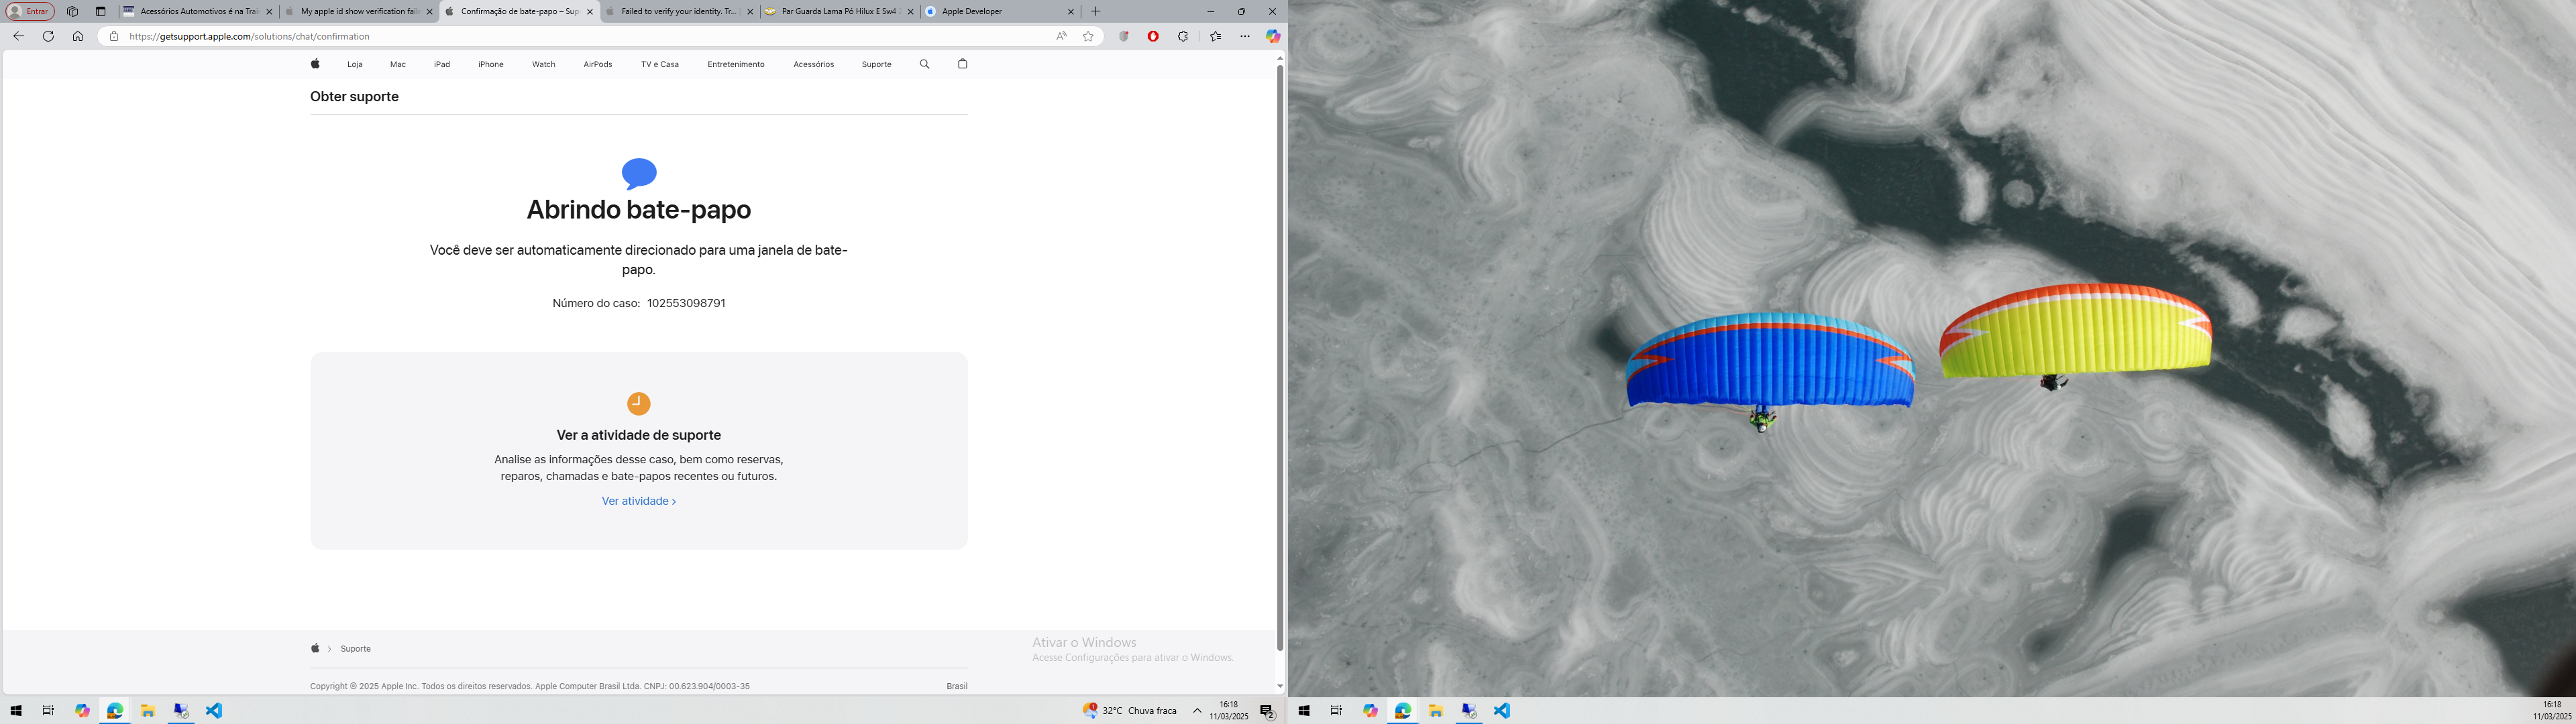 Entrar
Acessórios Automotivos é na Trai
My apple id show verification faile
Confirmação de bate-papo – Sup
Failed to verify your identity. Tr...
Par Guarda Lama Pó Hilux E Sw4 2
Apple Developer
https://getsupport.apple.com/solutions/chat/confirmation
Loja
Mac
iPad
iPhone
Watch
AirPods
TV e Casa
Entretenimento
Acessórios
Suporte
Obter suporte
Abrindo bate-papo
Você deve ser automaticamente direcionado para uma janela de bate-
papo.
Número do caso: 102553098791
Ver a atividade de suporte
Analise as informações desse caso, bem como reservas,
reparos, chamadas e bate-papos recentes ou futuros.
Ver atividade >
Suporte
Ativar o Windows
Acesse Configurações para ativar o Windows.
Copyright © 2025 Apple Inc. Todos os direitos reservados. Apple Computer Brasil Ltda. CNPJ: 00.623.904/0003-35
Brasil
32°C Chuva fraca
16:18
11/03/2025
2
16:18
11/03/2025